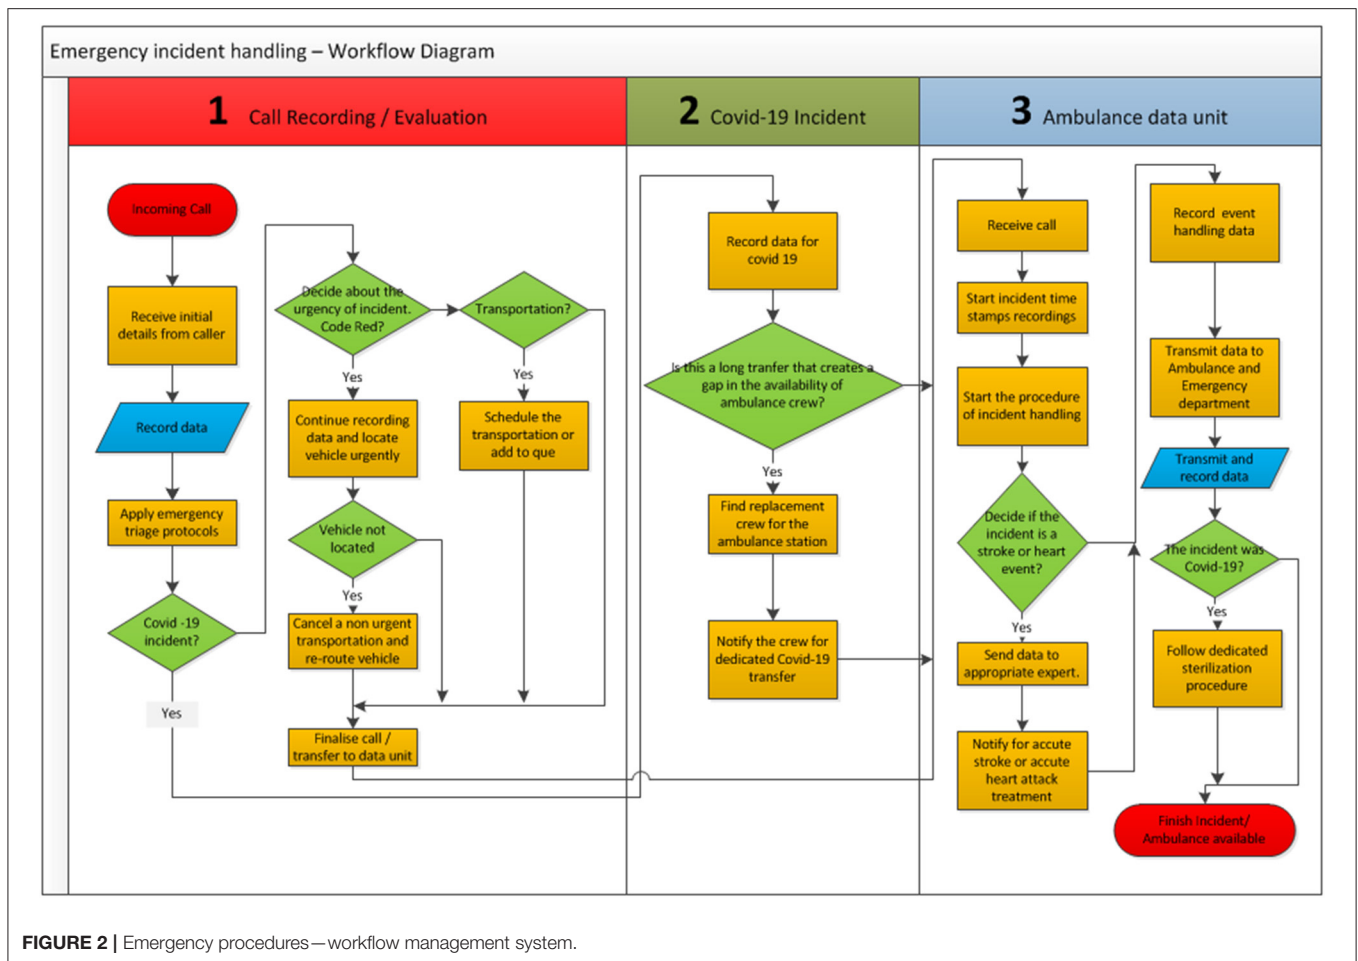 Emergency incident handling – Workflow Diagram
1 Call Recording / Evaluation
2 Covid-19 Incident
3 Ambulance data unit
Incoming Call
Receive initial
details from caller
Record data
Apply emergency
triage protocols
Covid -19
incident?
Yes
Decide about the
urgency of incident.
Code Red?
Yes
Continue recording
data and locate
vehicle urgently
Vehicle not
located
Yes
Cancel a non urgent
transportation and
re-route vehicle
Finalise call /
transfer to data unit
Transportation?
Yes
Schedule the
transportation or
add to que
Record data for
covid 19
Is this a long tranfer that creates a
gap in the availability of
ambulance crew?
Yes
Find replacement
crew for the
ambulance station
Notify the crew for
dedicated Covid-19
transfer
Receive call
Start incident time
stamps recordings
Start the procedure
of incident handling
Decide if the
incident is a
stroke or heart
event?
Yes
Send data to
appropriate expert.
Notify for accute
stroke or accute
heart attack
treatment
Record event
handling data
Transmit data to
Ambulance and
Emergency
department
Transmit and
record data
The incident was
Covid-19?
Yes
Follow dedicated
sterilization
procedure
Finish Incident/
Ambulance available
FIGURE 2 | Emergency procedures—workflow management system.